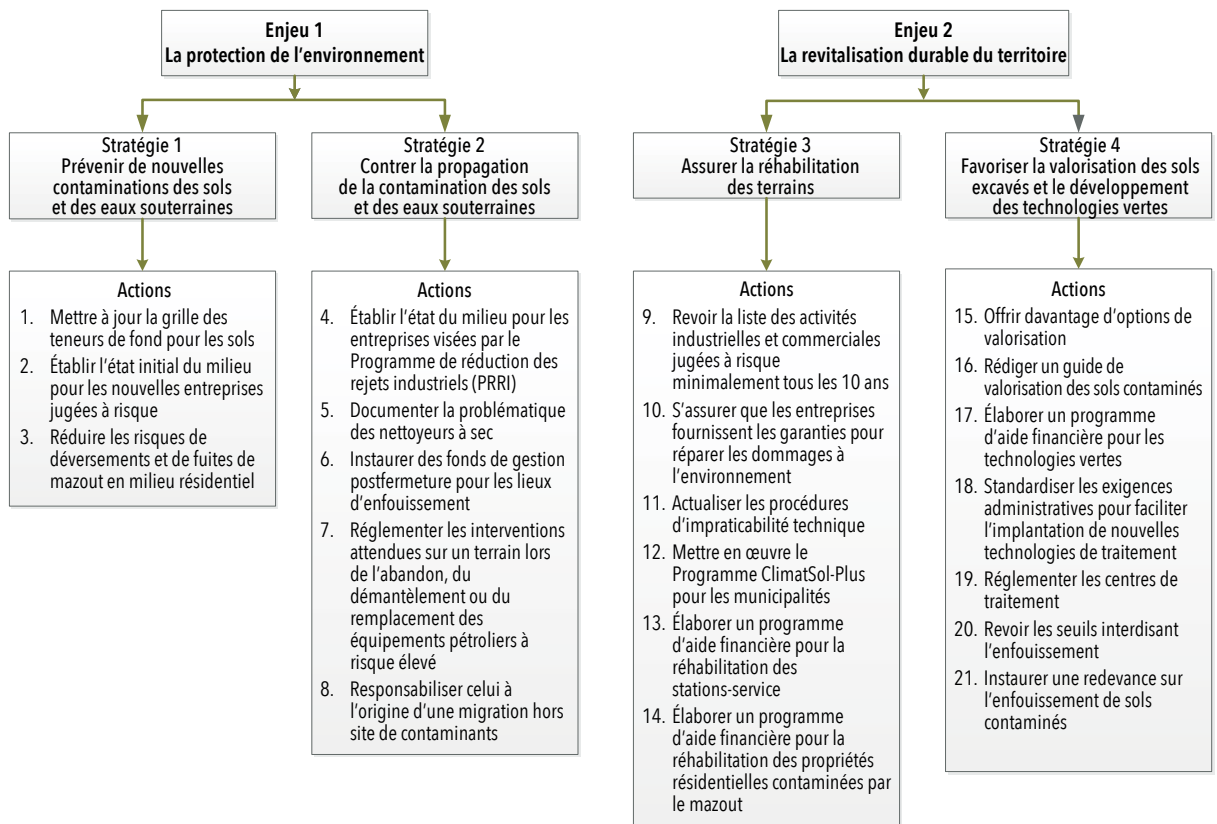 Enjeu 1
La protection de l'environnement
Enjeu 2
La revitalisation durable du territoire
Stratégie 1
Prévenir de nouvelles
contaminations des sols
et des eaux souterraines
Stratégie 2
Contrer la propagation
de la contamination des sols
et des eaux souterraines
Stratégie 3
Assurer la réhabilitation
des terrains
Stratégie 4
Favoriser la valorisation des sols
excavés et le développement
des technologies vertes
Actions
1. Mettre à jour la grille des
teneurs de fond pour les sols
2. Établir l'état initial du milieu
pour les nouvelles entreprises
jugées à risque
3. Réduire les risques de
déversements et de fuites de
mazout en milieu résidentiel
Actions
4. Établir l'état du milieu pour les
entreprises visées par le
Programme de réduction des
rejets industriels (PRRI)
5. Documenter la problématique
des nettoyeurs à sec
6. Instaurer des fonds de gestion
postfermeture pour les lieux
d'enfouissement
7. Réglementer les interventions
attendues sur un terrain lors
de l'abandon, du
démantèlement ou du
remplacement des
équipements pétroliers à
risque élevé
8. Responsabiliser celui à
l'origine d'une migration hors
site de contaminants
Actions
9. Revoir la liste des activités
industrielles et commerciales
jugées à risque
minimalement tous les 10 ans
10. S'assurer que les entreprises
fournissent les garanties pour
réparer les dommages à
l'environnement
11. Actualiser les procédures
d'impraticabilité technique
12. Mettre en œuvre le
Programme ClimatSol-Plus
pour les municipalités
13. Élaborer un programme
d'aide financière pour la
réhabilitation des
stations-service
14. Élaborer un programme
d'aide financière pour la
réhabilitation des propriétés
résidentielles contaminées par
le mazout
Actions
15. Offrir davantage d'options de
valorisation
16. Rédiger un guide de
valorisation des sols contaminés
17. Élaborer un programme
d'aide financière pour les
technologies vertes
18. Standardiser les exigences
administratives pour faciliter
l'implantation de nouvelles
technologies de traitement
19. Réglementer les centres de
traitement
20. Revoir les seuils interdisant
l'enfouissement
21. Instaurer une redevance sur
l'enfouissement de sols
contaminés